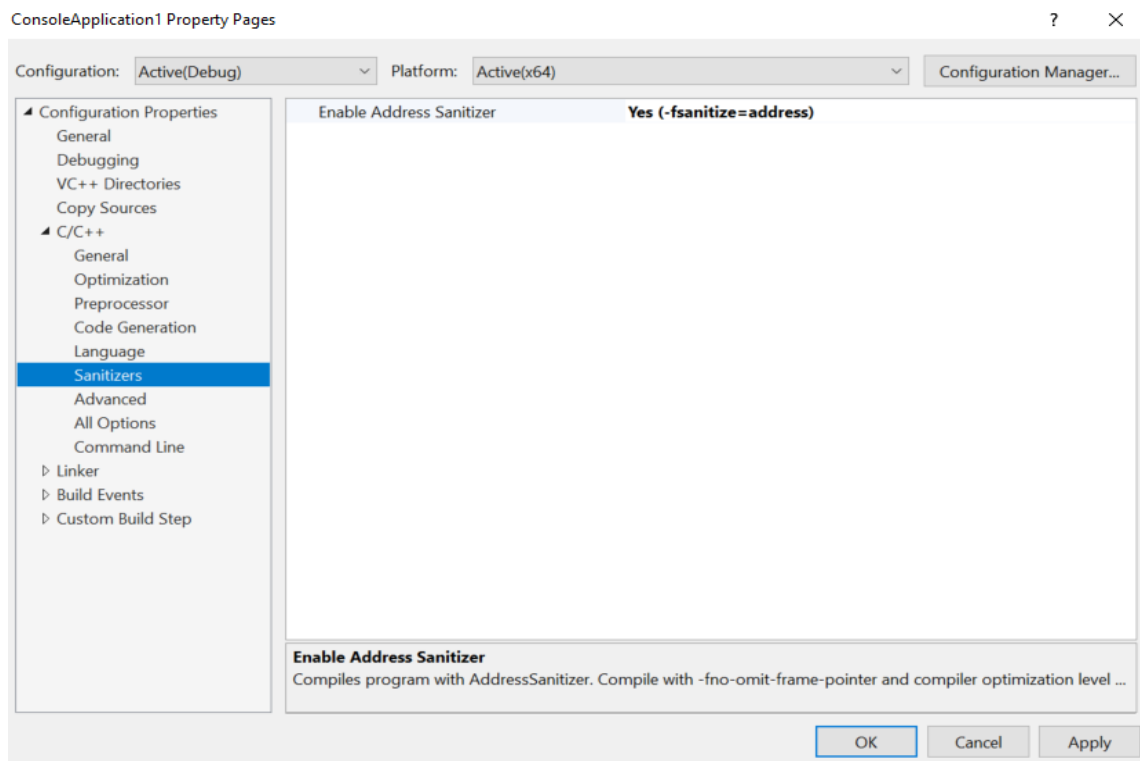 ConsoleApplication1 Property Pages
?
Configuration: Active(Debug) Platform: Active(x64) Configuration Manager...
Configuration Properties
General
Debugging
VC++ Directories
Copy Sources
C/C++
General
Optimization
Preprocessor
Code Generation
Language
Sanitizers
Advanced
All Options
Command Line
Linker
Build Events
Custom Build Step
Enable Address Sanitizer Yes (-fsanitize=address)
Enable Address Sanitizer
Compiles program with AddressSanitizer. Compile with -fno-omit-frame-pointer and compiler optimization level ...
OK Cancel Apply